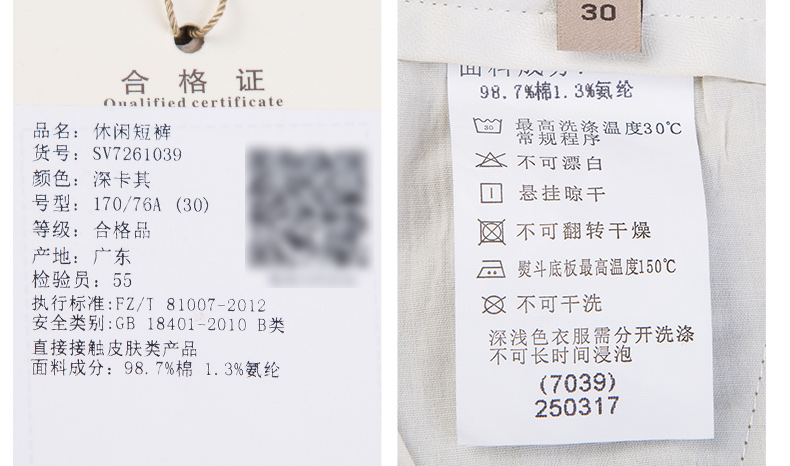 合格证
Qualified certificate
品名：休闲短裤
货号：SV7261039
颜色：深卡其
号型：170/76A (30)
等级：合格品
产地：广东
检验员：55
执行标准:FZ/T 81007-2012
安全类别:GB 18401-2010 B类
直接接触皮肤类产品
面料成分：98.7%棉 1.3%氨纶
30
面料成分：
98.7%棉1.3%氨纶
30
最高洗涤温度30℃
常规程序
不可漂白
悬挂晾干
不可翻转干燥
熨斗底板最高温度150℃
不可干洗
深浅色衣服需分开洗涤
不可长时间浸泡
(7039)
250317